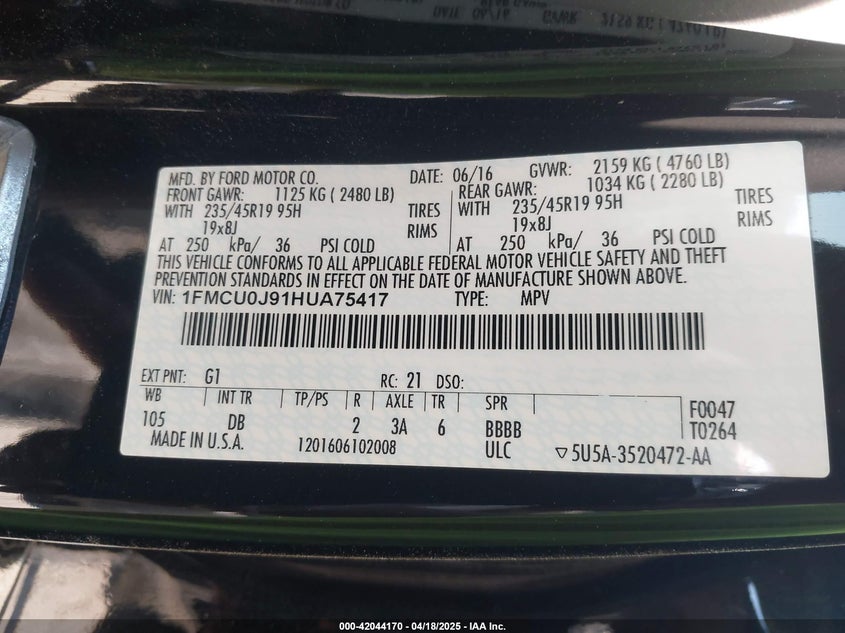 MFD. BY FORD MOTOR CO. DATE: 06/16 GVWR: 2159 KG ( 4760 LB)
FRONT GAWR: 1125 KG ( 2480 LB) REAR GAWR: 1034 KG ( 2280 LB)
WITH 235/45R19 95H TIRES WITH 235/45R19 95H TIRES
19x8J RIMS 19x8J RIMS
AT 250 kPa/ 36 PSI COLD AT 250 kPa/ 36 PSI COLD
THIS VEHICLE CONFORMS TO ALL APPLICABLE FEDERAL MOTOR VEHICLE SAFETY AND THEFT
PREVENTION STANDARDS IN EFFECT ON THE DATE OF MANUFACTURE SHOWN ABOVE.
VIN: 1FMCU0J91HUA75417 TYPE: MPV
EXT PNT: G1 RC: 21 DSO:
WB INT TR TP/PS R AXLE TR SPR F0047
105 DB 2 3A 6 BBBB T0264
MADE IN U.S.A. 1201606102008 ULC ▽5U5A-3520472-AA
000-42044170 - 04/18/2025 - IAA Inc.